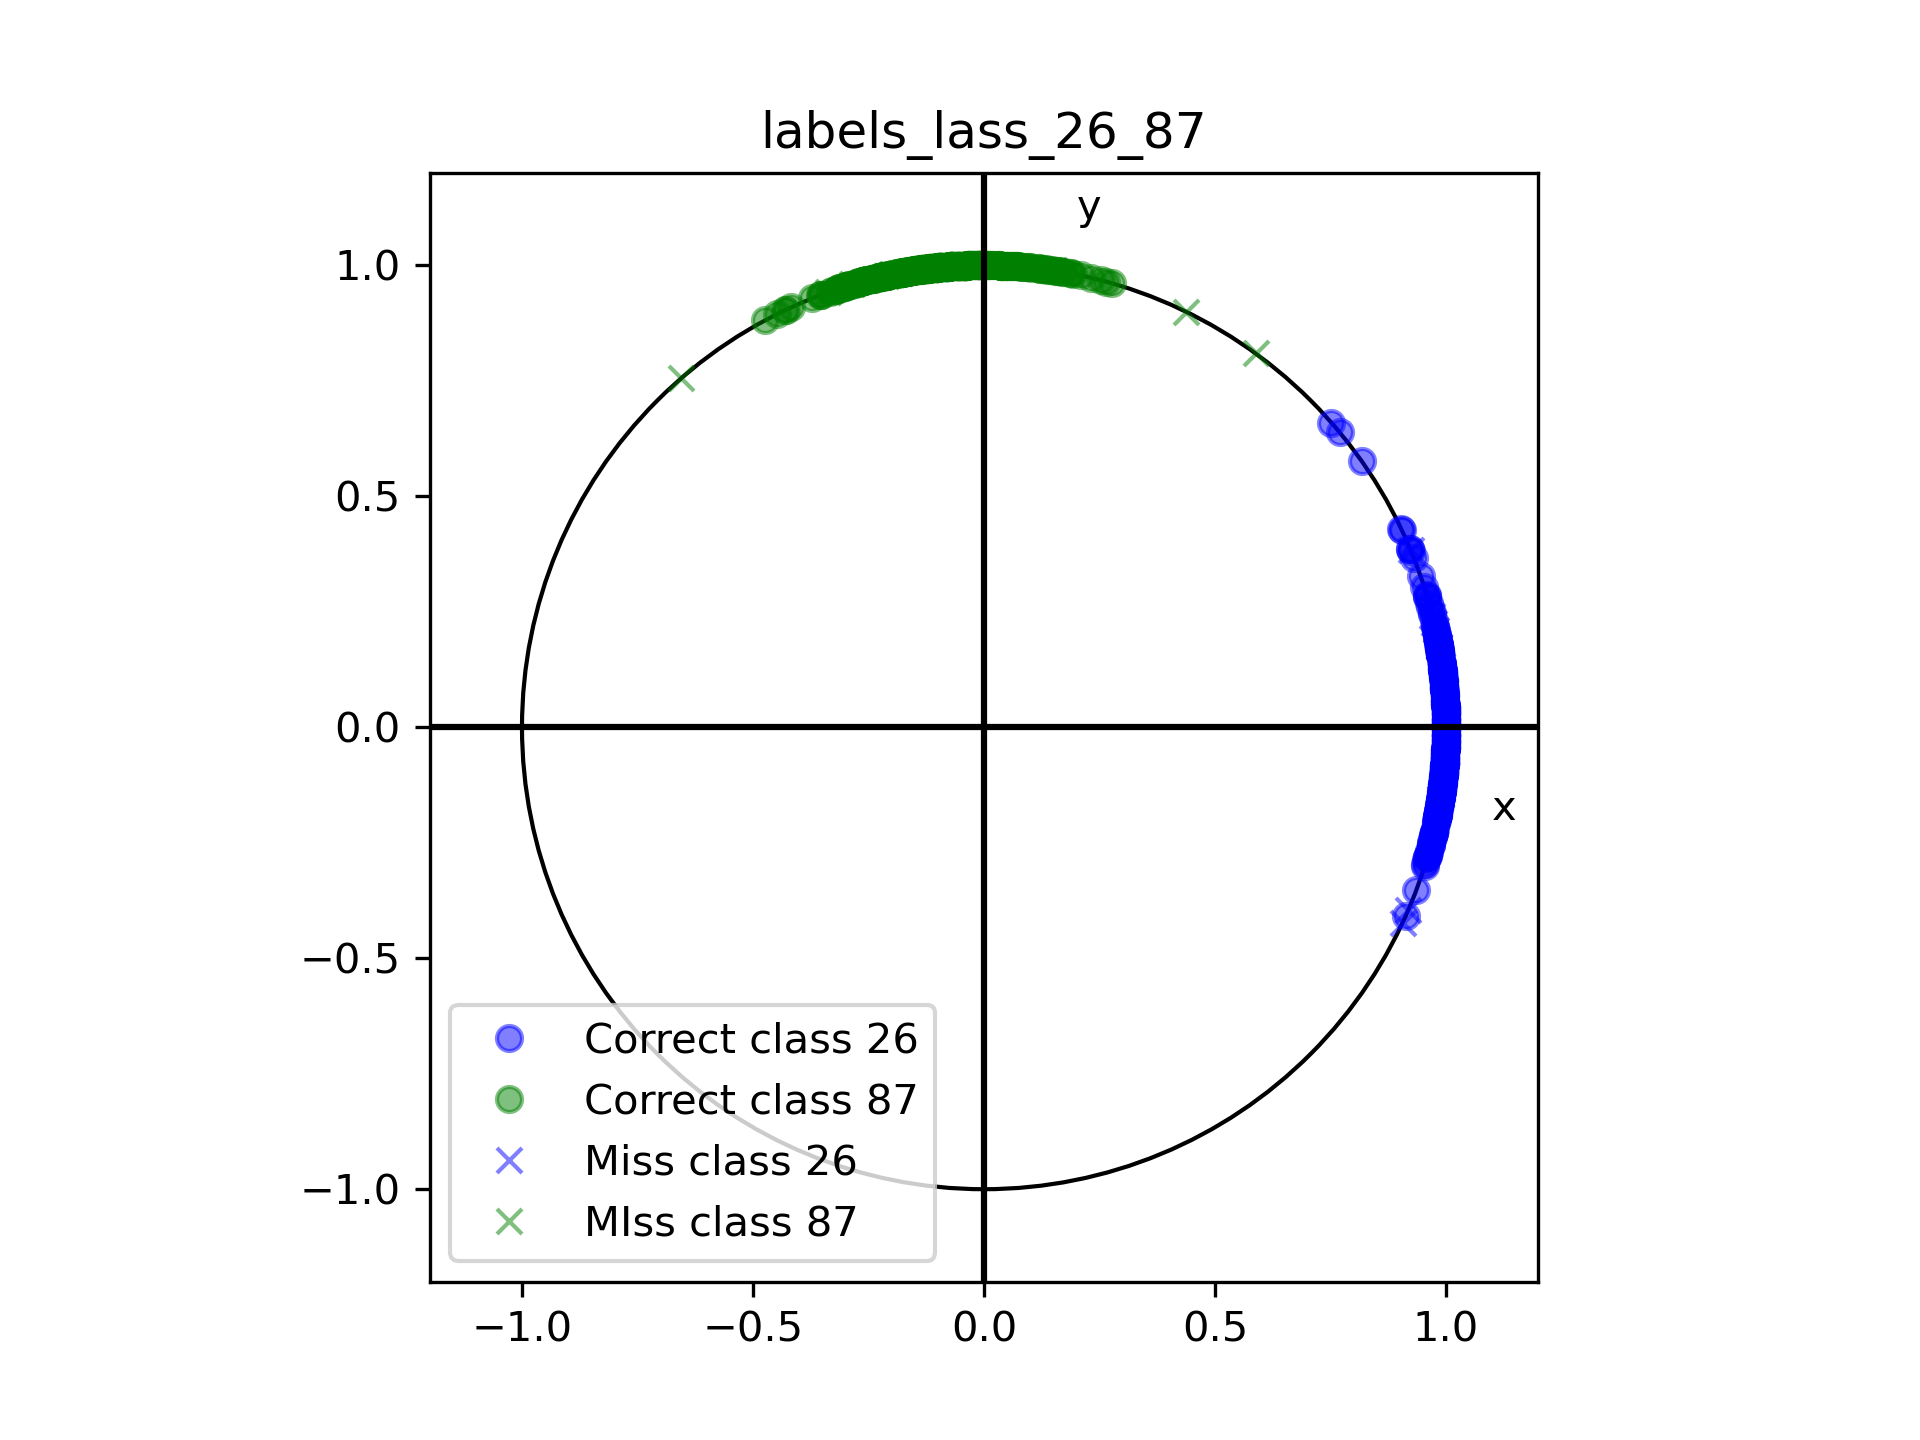 labels_lass_26_87
y
1.0
0.5
0.0
−0.5
−1.0
x
Correct class 26
Correct class 87
Miss class 26
MIss class 87
−1.0 −0.5 0.0 0.5 1.0